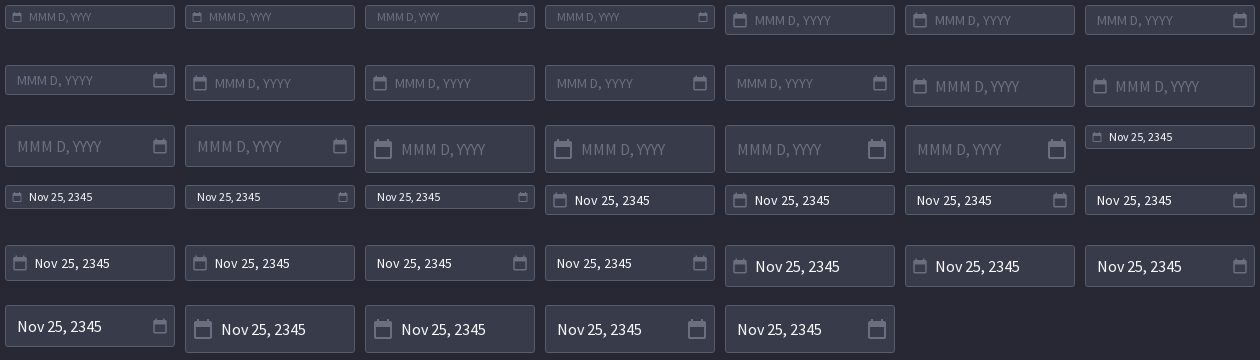 MMM D, YYYY MMM D, YYYY MMM D, YYYY MMM D, YYYY MMM D, YYYY MMM D, YYYY MMM D, YYYY
MMM D, YYYY MMM D, YYYY MMM D, YYYY MMM D, YYYY MMM D, YYYY MMM D, YYYY MMM D, YYYY
MMM D, YYYY MMM D, YYYY MMM D, YYYY MMM D, YYYY MMM D, YYYY MMM D, YYYY Nov 25, 2345
Nov 25, 2345 Nov 25, 2345 Nov 25, 2345 Nov 25, 2345 Nov 25, 2345 Nov 25, 2345 Nov 25, 2345
Nov 25, 2345 Nov 25, 2345 Nov 25, 2345 Nov 25, 2345 Nov 25, 2345 Nov 25, 2345 Nov 25, 2345
Nov 25, 2345 Nov 25, 2345 Nov 25, 2345 Nov 25, 2345 Nov 25, 2345